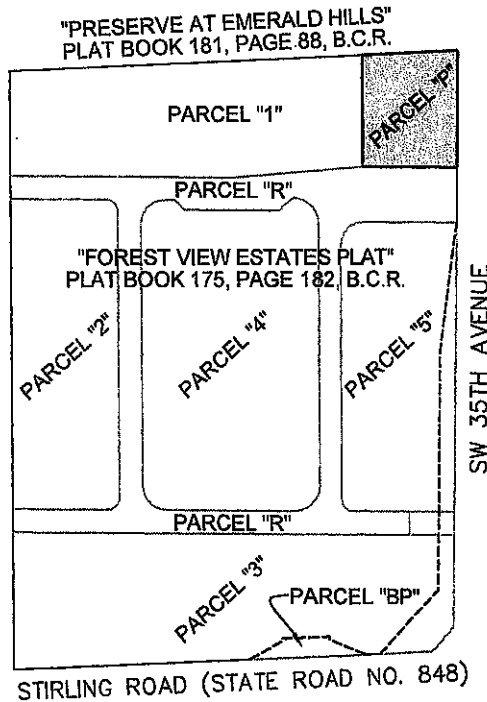 "PRESERVE AT EMERALD HILLS"
PLAT BOOK 181, PAGE 88, B.C.R.
PARCEL "1"
PARCEL "P"
PARCEL "R"
"FOREST VIEW ESTATES PLAT"
PLAT BOOK 175, PAGE 182, B.C.R.
PARCEL "2"
PARCEL "4"
PARCEL "5"
SW 35TH AVENUE
PARCEL "R"
PARCEL "3"
PARCEL "BP"
STIRLING ROAD (STATE ROAD NO. 848)